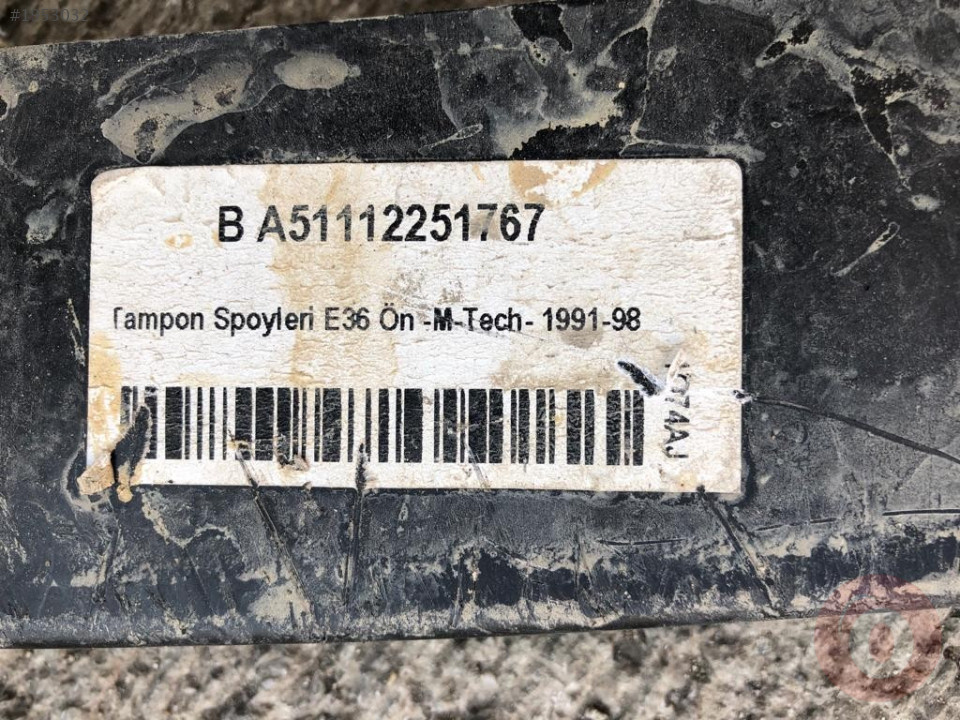 B A51112251767
Tampon Spoyleri E36 Ön -M-Tech- 1991-98